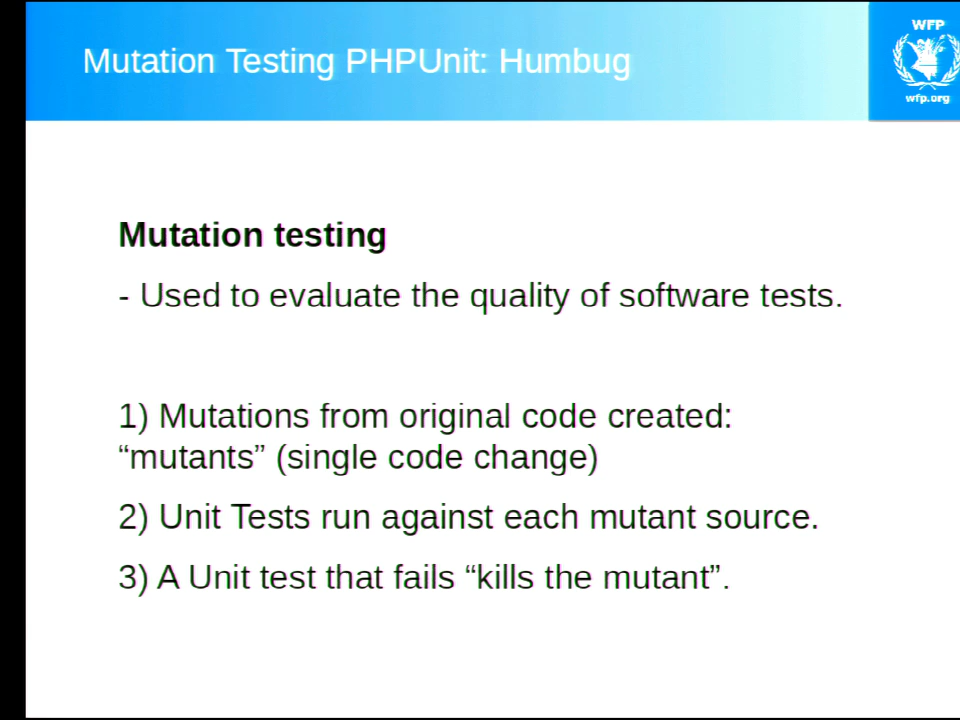 Mutation Testing PHPUnit: Humbug
WFP
wfp.org
Mutation testing
- Used to evaluate the quality of software tests.
1) Mutations from original code created:
“mutants” (single code change)
2) Unit Tests run against each mutant source.
3) A Unit test that fails “kills the mutant”.